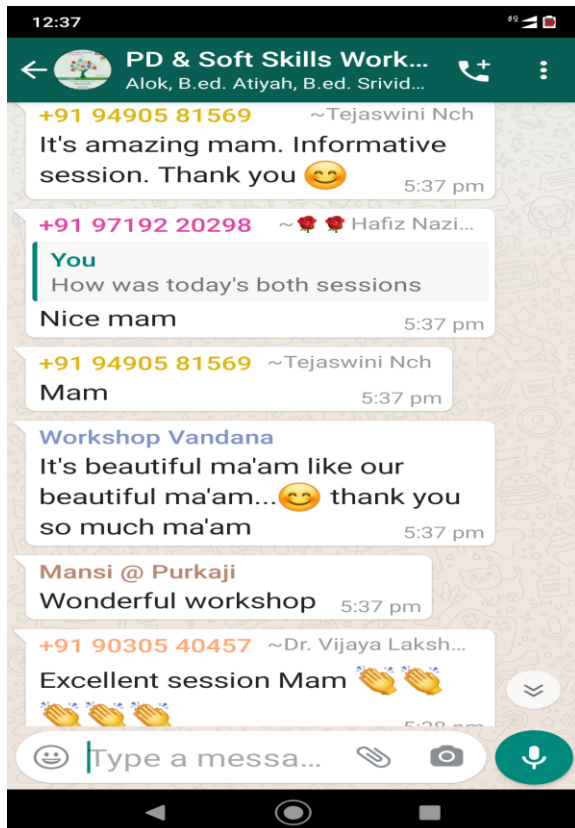 12:37
PD & Soft Skills Work...
Alok, B.ed. Atiyah, B.ed. Srivid...
+91 94905 81569 ~Tejaswini Nch
It's amazing mam. Informative
session. Thank you 😊 5:37 pm
+91 97192 20298 ~🌹🌹Hafiz Nazi...
You
How was today's both sessions
Nice mam 5:37 pm
+91 94905 81569 ~Tejaswini Nch
Mam 5:37 pm
Workshop Vandana
It's beautiful ma'am like our
beautiful ma'am...😊 thank you
so much ma'am 5:37 pm
Mansi @ Purkaji
Wonderful workshop 5:37 pm
+91 90305 40457 ~Dr. Vijaya Laksh...
Excellent session Mam 👏👏
👏👏👏 5:38 pm
Type a messa...